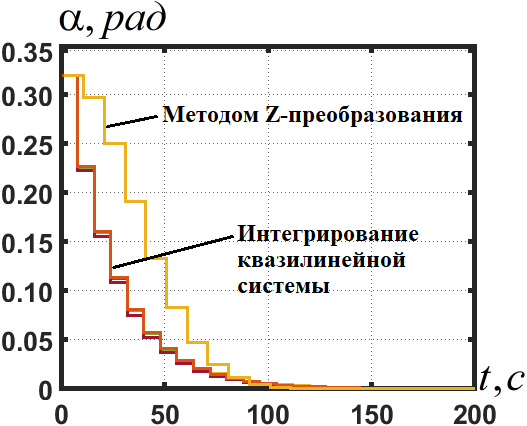 α, рад
0.35
0.30
0.25
0.20
0.15
0.10
0.05
0
Методом Z-преобразования
Интегрирование
квазилинейной
системы
t, c
0 50 100 150 200